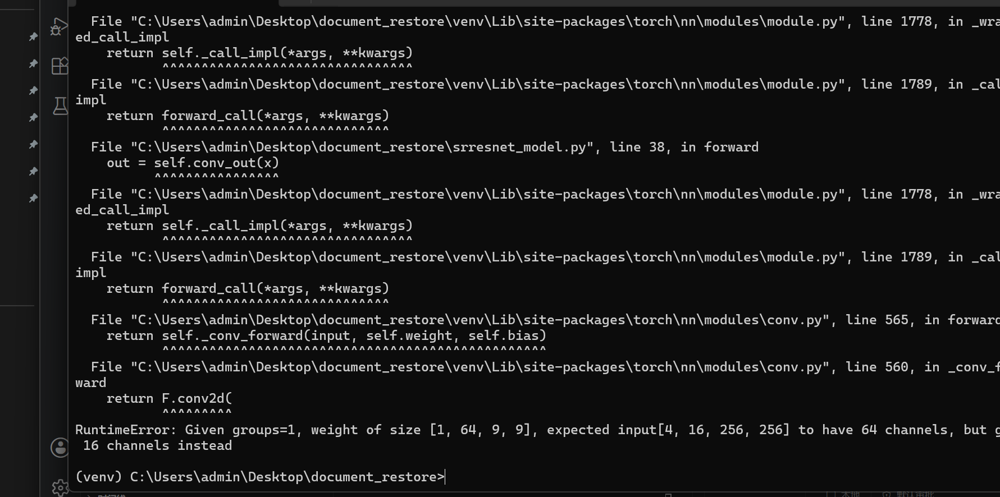 File "C:\Users\admin\Desktop\document_restore\venv\Lib\site-packages\torch\nn\modules\module.py", line 1778, in _wra
ed_call_impl
    return self._call_impl(*args, **kwargs)
           ^^^^^^^^^^^^^^^^^^^^^^^^^^^^^^^^
  File "C:\Users\admin\Desktop\document_restore\venv\Lib\site-packages\torch\nn\modules\module.py", line 1789, in _cal
impl
    return forward_call(*args, **kwargs)
           ^^^^^^^^^^^^^^^^^^^^^^^^^^^^^
  File "C:\Users\admin\Desktop\document_restore\srresnet_model.py", line 38, in forward
    out = self.conv_out(x)
          ^^^^^^^^^^^^^^^^
  File "C:\Users\admin\Desktop\document_restore\venv\Lib\site-packages\torch\nn\modules\module.py", line 1778, in _wra
ed_call_impl
    return self._call_impl(*args, **kwargs)
           ^^^^^^^^^^^^^^^^^^^^^^^^^^^^^^^^
  File "C:\Users\admin\Desktop\document_restore\venv\Lib\site-packages\torch\nn\modules\module.py", line 1789, in _cal
impl
    return forward_call(*args, **kwargs)
           ^^^^^^^^^^^^^^^^^^^^^^^^^^^^^
  File "C:\Users\admin\Desktop\document_restore\venv\Lib\site-packages\torch\nn\modules\conv.py", line 565, in forward
    return self._conv_forward(input, self.weight, self.bias)
           ^^^^^^^^^^^^^^^^^^^^^^^^^^^^^^^^^^^^^^^^^^^^^^^^^
  File "C:\Users\admin\Desktop\document_restore\venv\Lib\site-packages\torch\nn\modules\conv.py", line 560, in _conv_f
ward
    return F.conv2d(
           ^^^^^^^^^
RuntimeError: Given groups=1, weight of size [1, 64, 9, 9], expected input[4, 16, 256, 256] to have 64 channels, but g
 16 channels instead
(venv) C:\Users\admin\Desktop\document_restore>